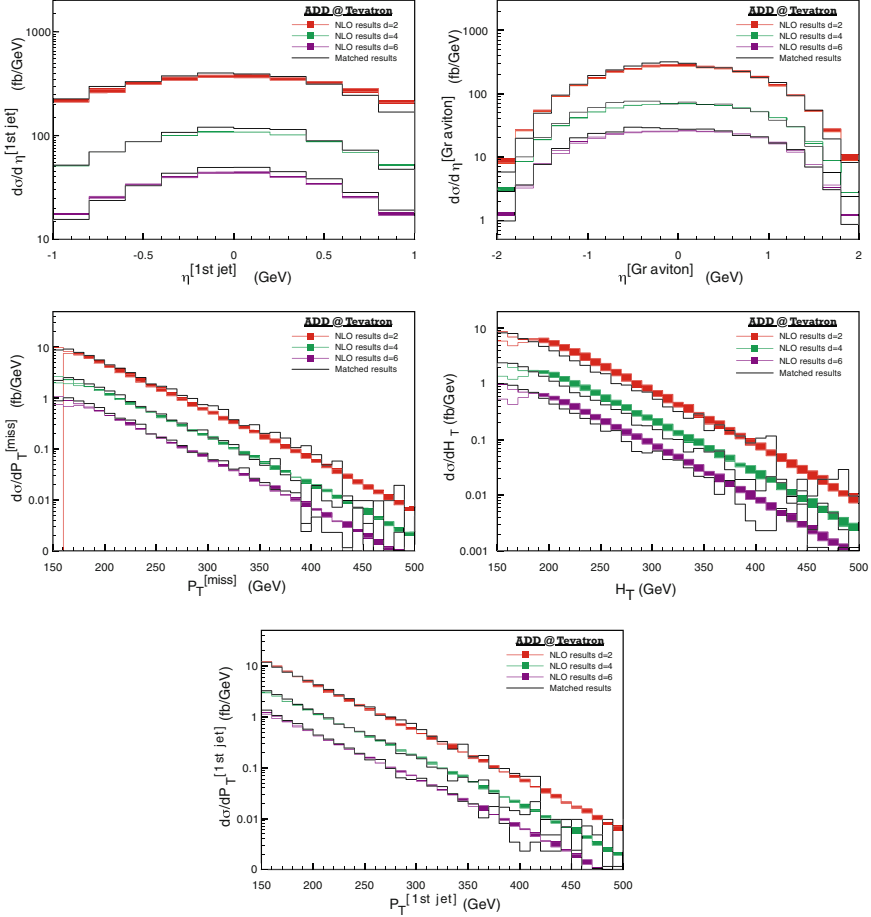 ADD @ Tevatron
NLO results d=2
NLO results d=4
NLO results d=6
Matched results
dσ/d η[1st jet] (fb/GeV)
1000
100
10
-1 -0.5 0 0.5 1
η[1st jet] (GeV)
ADD @ Tevatron
NLO results d=2
NLO results d=4
NLO results d=6
Matched results
dσ/d η[Gr aviton] (fb/GeV)
1000
100
10
1
-2 -1 0 1 2
η[Gr aviton] (GeV)
ADD @ Tevatron
NLO results d=2
NLO results d=4
NLO results d=6
Matched results
dσ/dP_T[miss] (fb/GeV)
10
1
0.1
0.01
0
150 200 250 300 350 400 450 500
P_T[miss] (GeV)
ADD @ Tevatron
NLO results d=2
NLO results d=4
NLO results d=6
Matched results
dσ/dH_T (fb/GeV)
10
1
0.1
0.01
0.001
150 200 250 300 350 400 450 500
H_T (GeV)
ADD @ Tevatron
NLO results d=2
NLO results d=4
NLO results d=6
Matched results
dσ/dP_T[1st jet] (fb/GeV)
10
1
0.1
0.01
0
150 200 250 300 350 400 450 500
P_T[1st jet] (GeV)